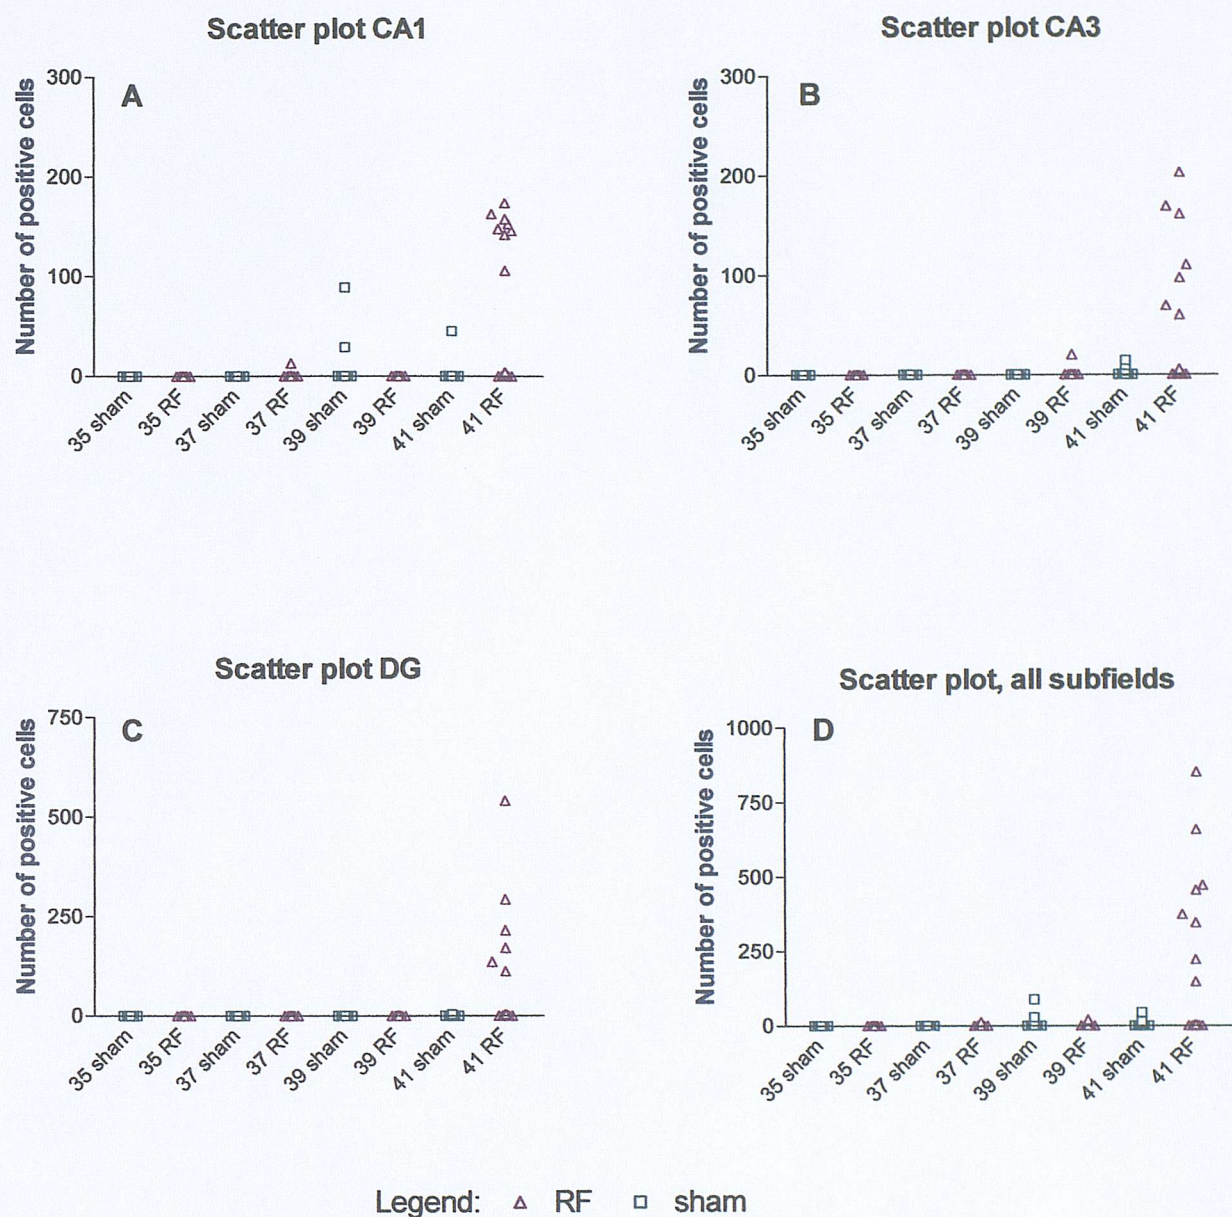 Scatter plot CA1
A
Number of positive cells
300
200
100
0
35 sham
35 RF
37 sham
37 RF
39 sham
39 RF
41 sham
41 RF
Scatter plot CA3
B
Number of positive cells
300
200
100
0
35 sham
35 RF
37 sham
37 RF
39 sham
39 RF
41 sham
41 RF
Scatter plot DG
C
Number of positive cells
750
500
250
0
35 sham
35 RF
37 sham
37 RF
39 sham
39 RF
41 sham
41 RF
Scatter plot, all subfields
D
Number of positive cells
1000
750
500
250
0
35 sham
35 RF
37 sham
37 RF
39 sham
39 RF
41 sham
41 RF
Legend: RF sham